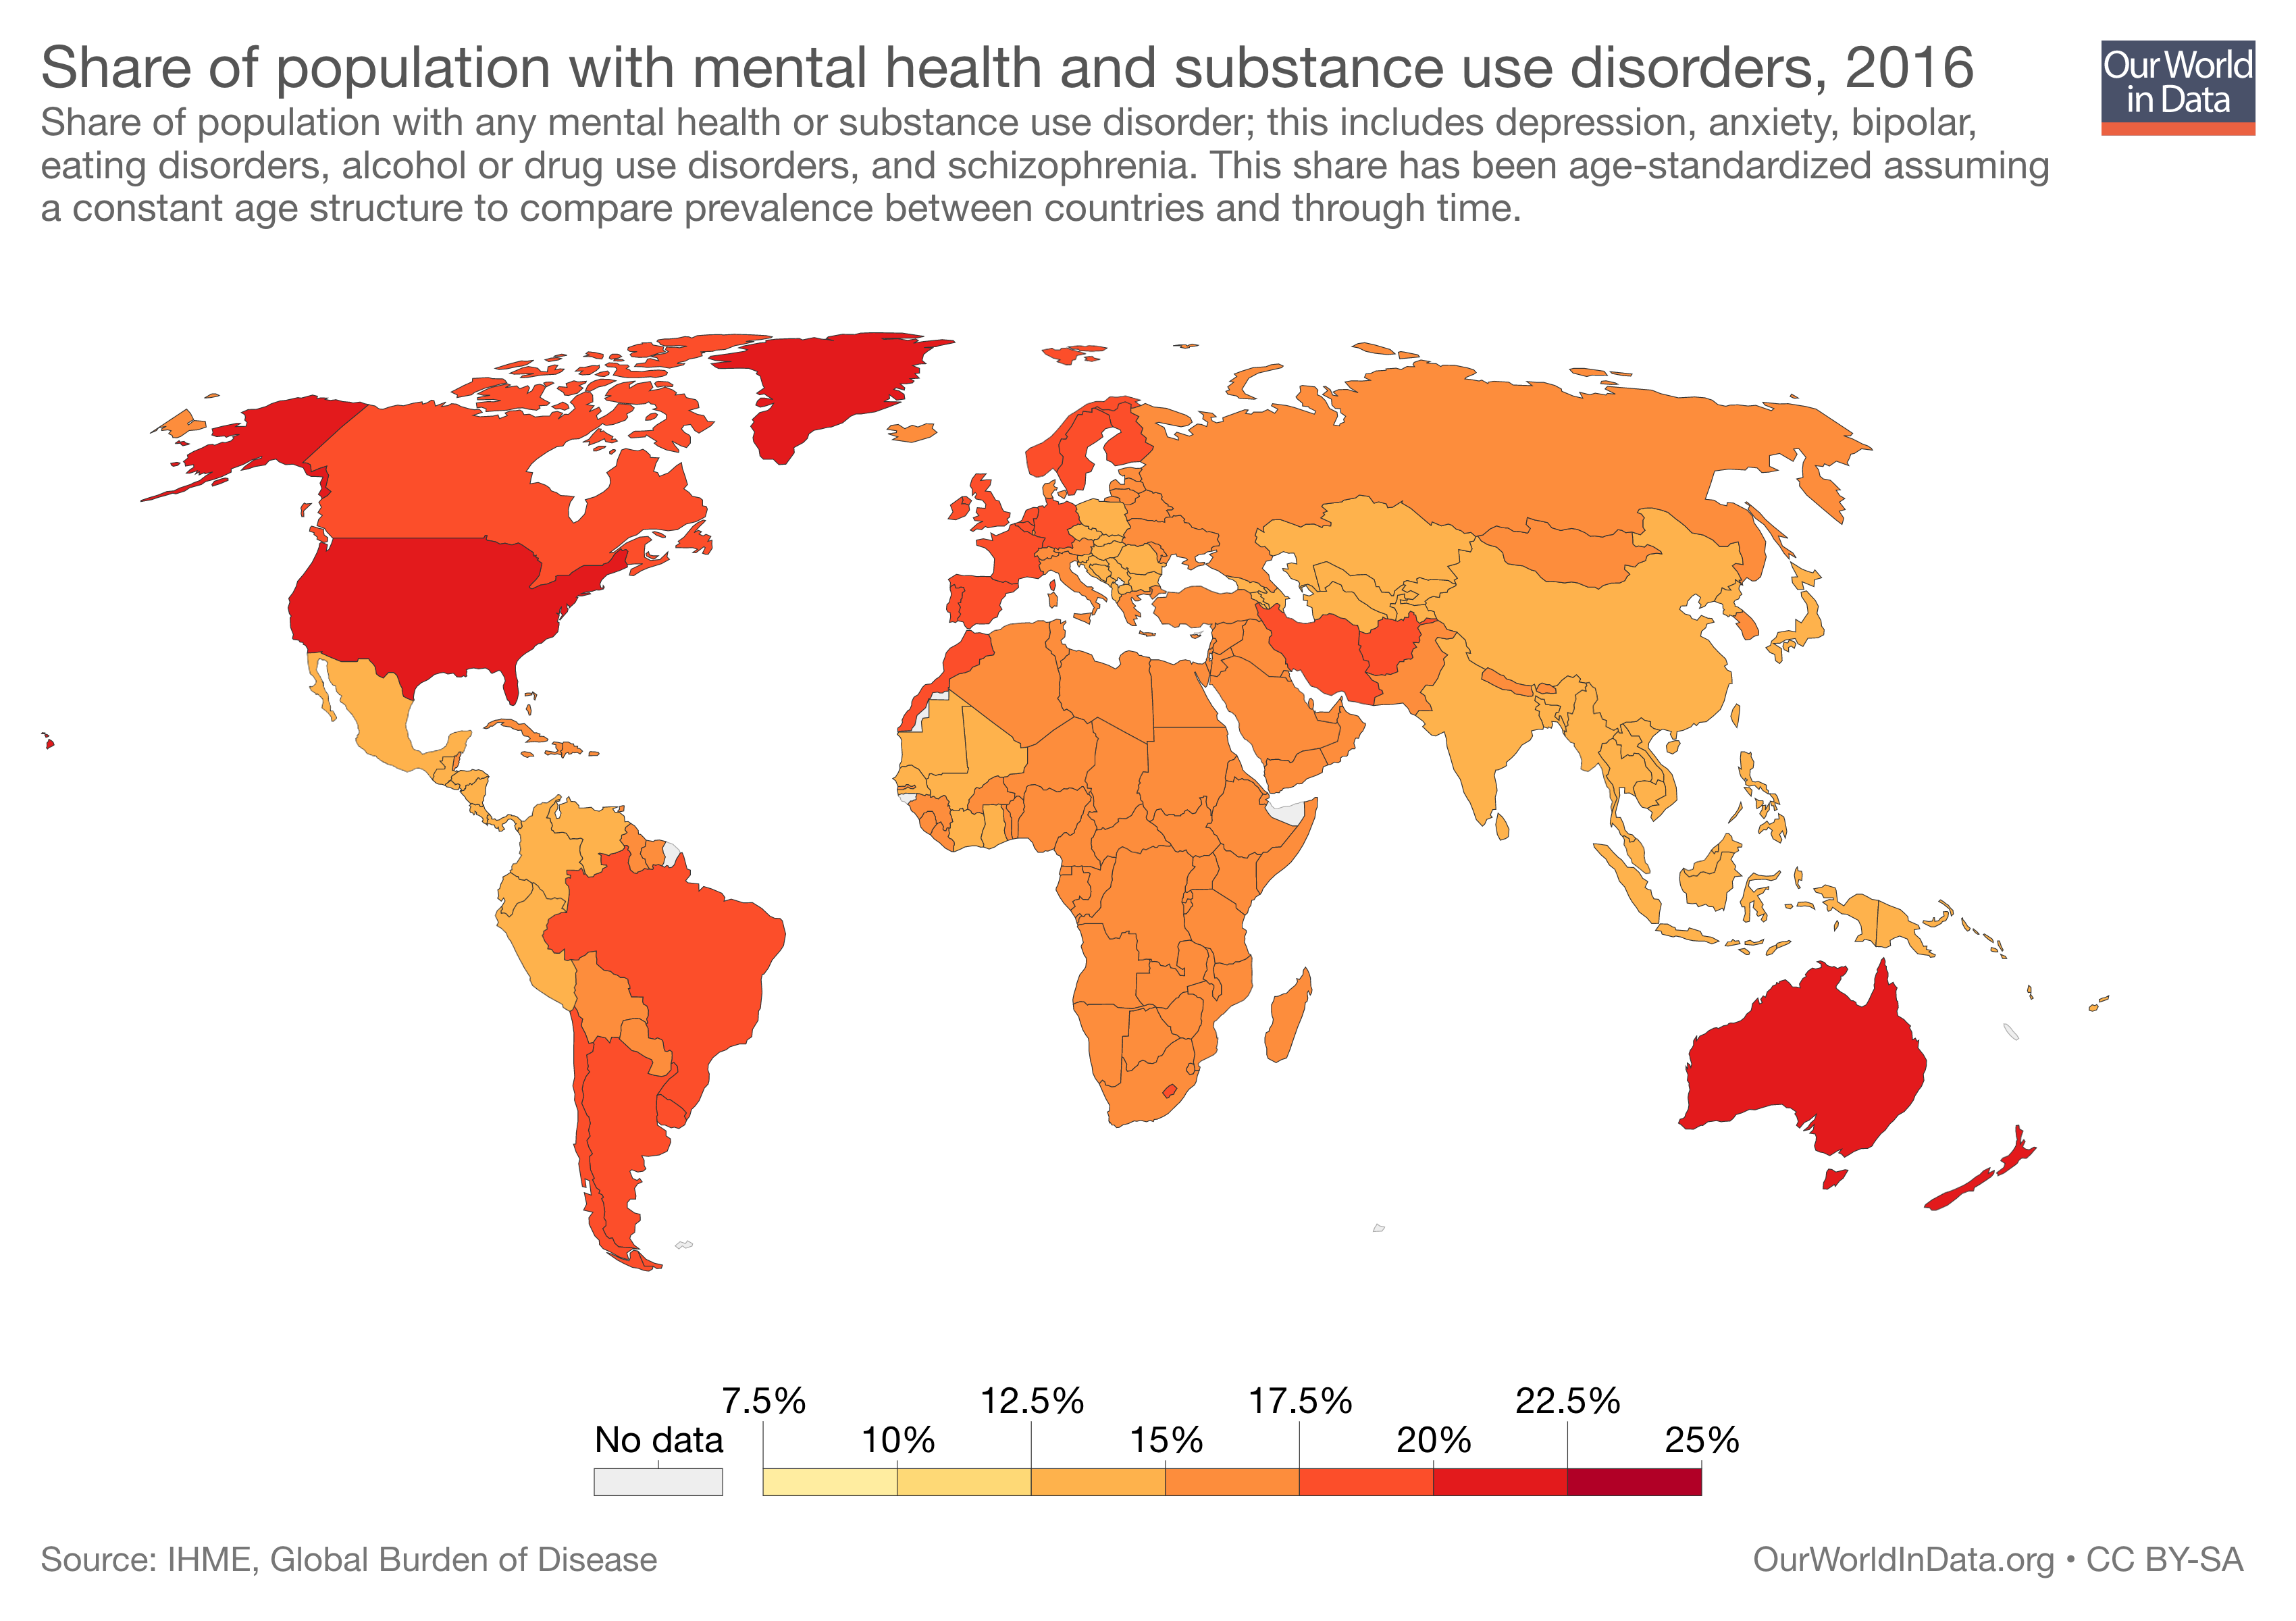 Share of population with mental health and substance use disorders, 2016
Our World
in Data
Share of population with any mental health or substance use disorder; this includes depression, anxiety, bipolar,
eating disorders, alcohol or drug use disorders, and schizophrenia. This share has been age-standardized assuming
a constant age structure to compare prevalence between countries and through time.
7.5% 12.5% 17.5% 22.5%
No data 10% 15% 20% 25%
Source: IHME, Global Burden of Disease
OurWorldInData.org • CC BY-SA